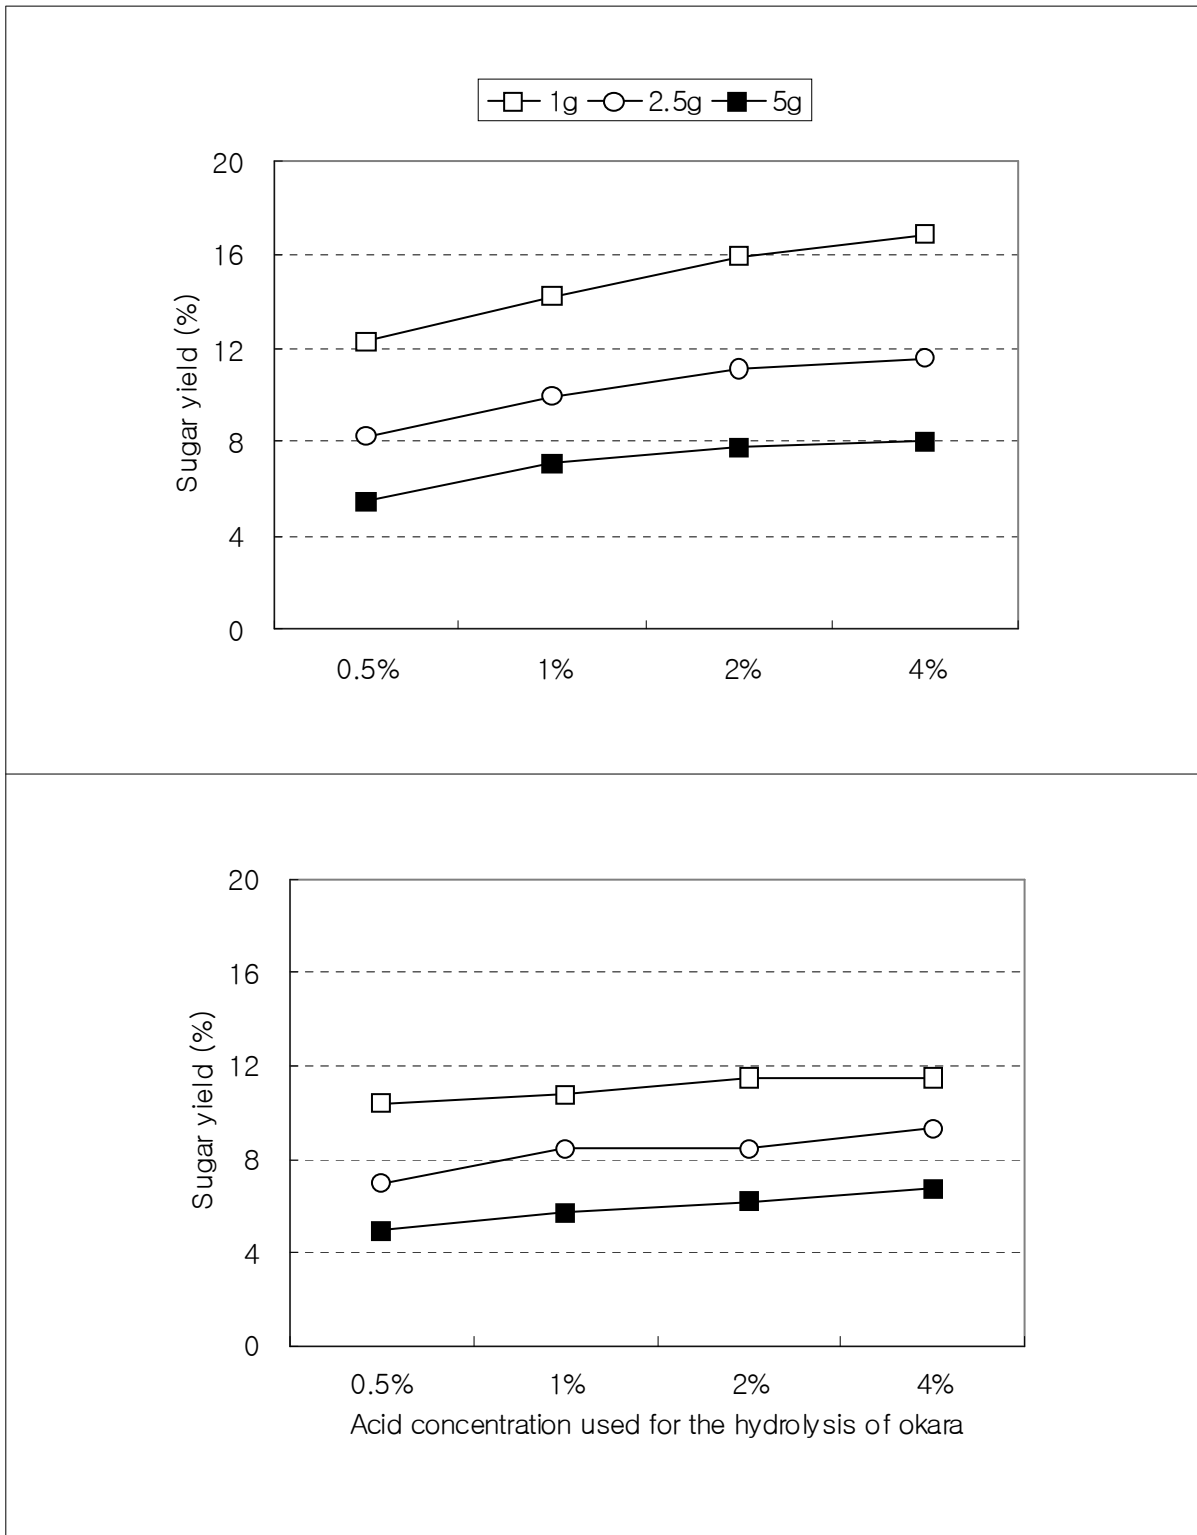 1g 2.5g 5g
20
16
12
8
4
0
Sugar yield (%)
0.5% 1% 2% 4%
20
16
12
8
4
0
Sugar yield (%)
0.5% 1% 2% 4%
Acid concentration used for the hydrolysis of okara